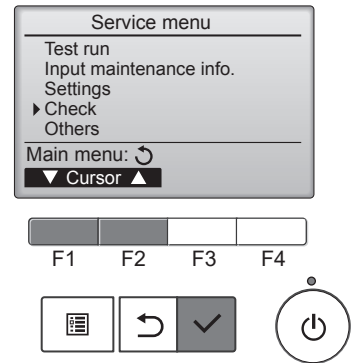 Service menu
Test run
Input maintenance info.
Settings
Check
Others
Main menu:
Cursor
F1 F2 F3 F4